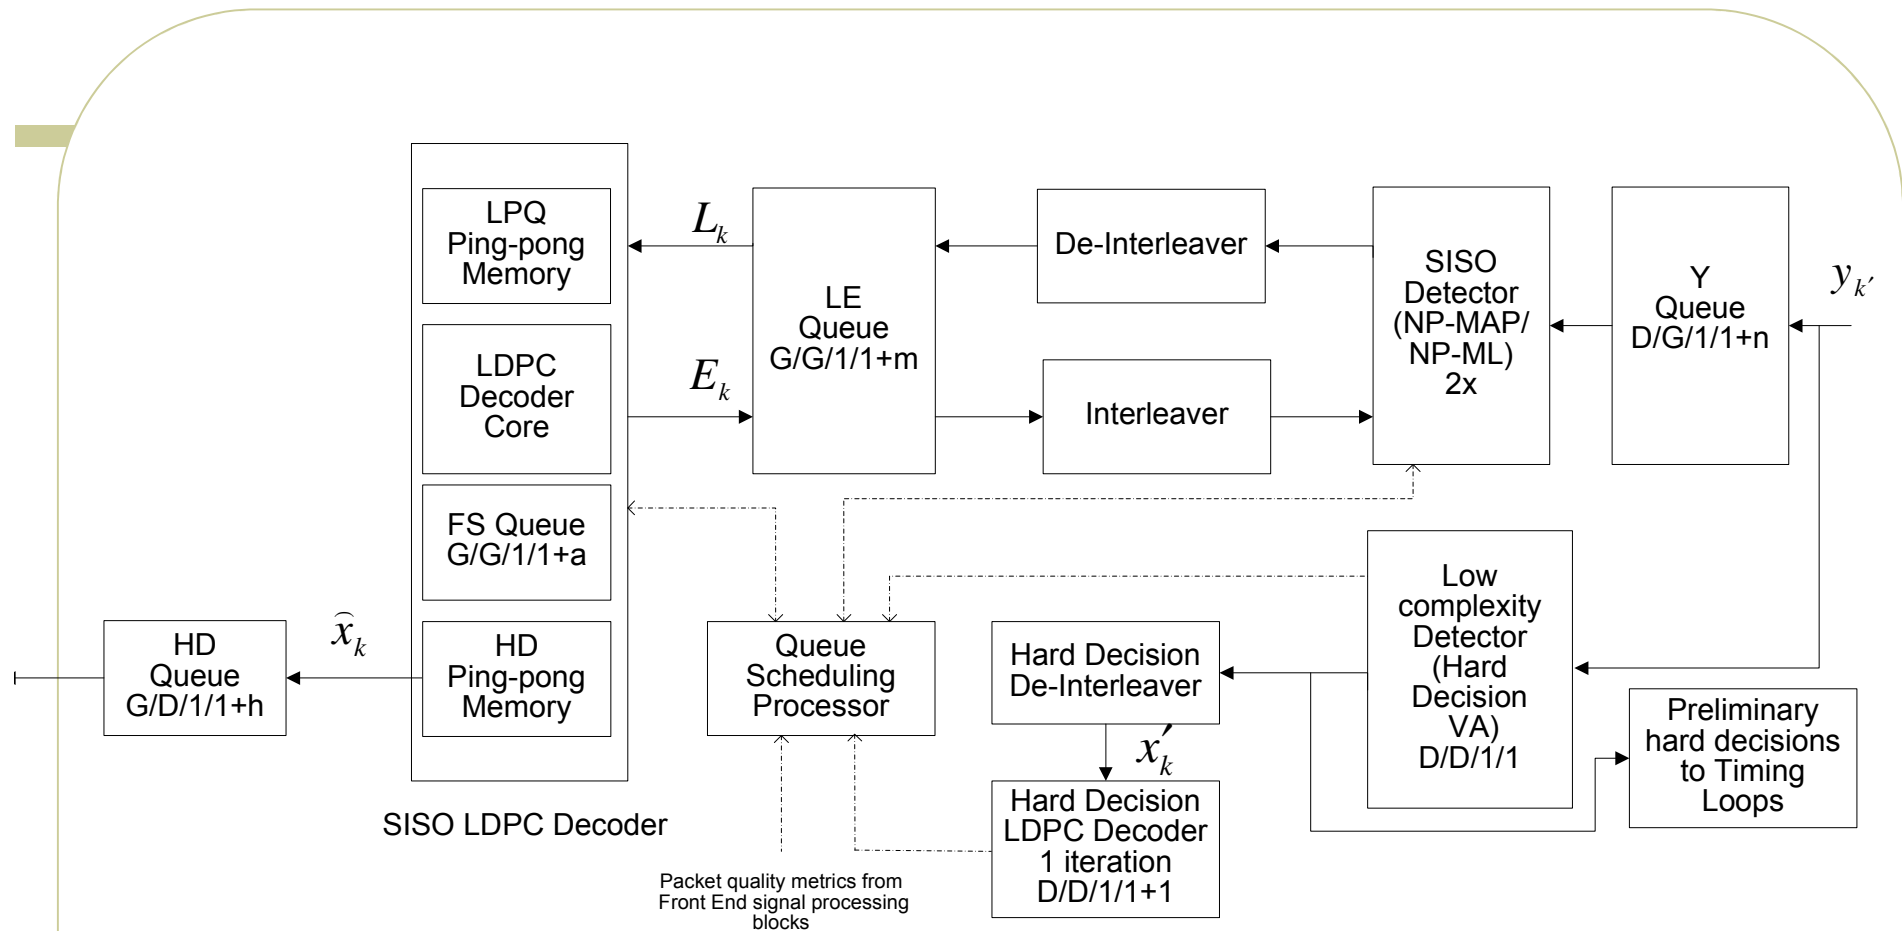 LPQ
Ping-pong
Memory
LDPC
Decoder
Core
FS Queue
G/G/1/1+a
HD
Ping-pong
Memory
SISO LDPC Decoder
L_k
E_k
LE
Queue
G/G/1/1+m
De-Interleaver
Interleaver
SISO
Detector
(NP-MAP/
NP-ML)
2x
Y
Queue
D/G/1/1+n
y_k′
HD
Queue
G/D/1/1+h
x̂_k
Queue
Scheduling
Processor
Hard Decision
De-Interleaver
x′_k
Hard Decision
LDPC Decoder
1 iteration
D/D/1/1+1
Low
complexity
Detector
(Hard
Decision
VA)
D/D/1/1
Preliminary
hard decisions
to Timing
Loops
Packet quality metrics from
Front End signal processing
blocks